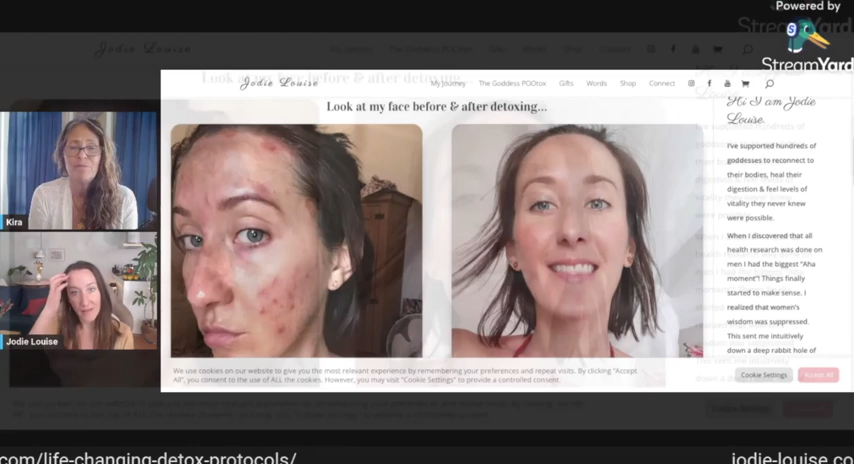 Powered by
StreamYard
Jodie Louise
My Journey The Goddess POOtox Gifts Words Shop Connect
Look at my face before & after detoxing...
Hi I am Jodie
Louise.
I've supported hundreds of
goddesses to reconnect to
their bodies, heal their
digestion & feel levels of
vitality they never knew
were possible.
When I discovered that all
health research was done on
men I had the biggest "Aha
moment"! Things finally
started to make sense. I
realized that women's
wisdom was suppressed.
This sent me intuitively
down a deep rabbit hole of
Kira
Jodie Louise
We use cookies on our website to give you the most relevant experience by remembering your preferences and repeat visits. By clicking "Accept
All", you consent to the use of ALL the cookies. However, you may visit "Cookie Settings" to provide a controlled consent.
Cookie Settings
Accept All
com/life-changing-detox-protocols/
jodie-louise.co